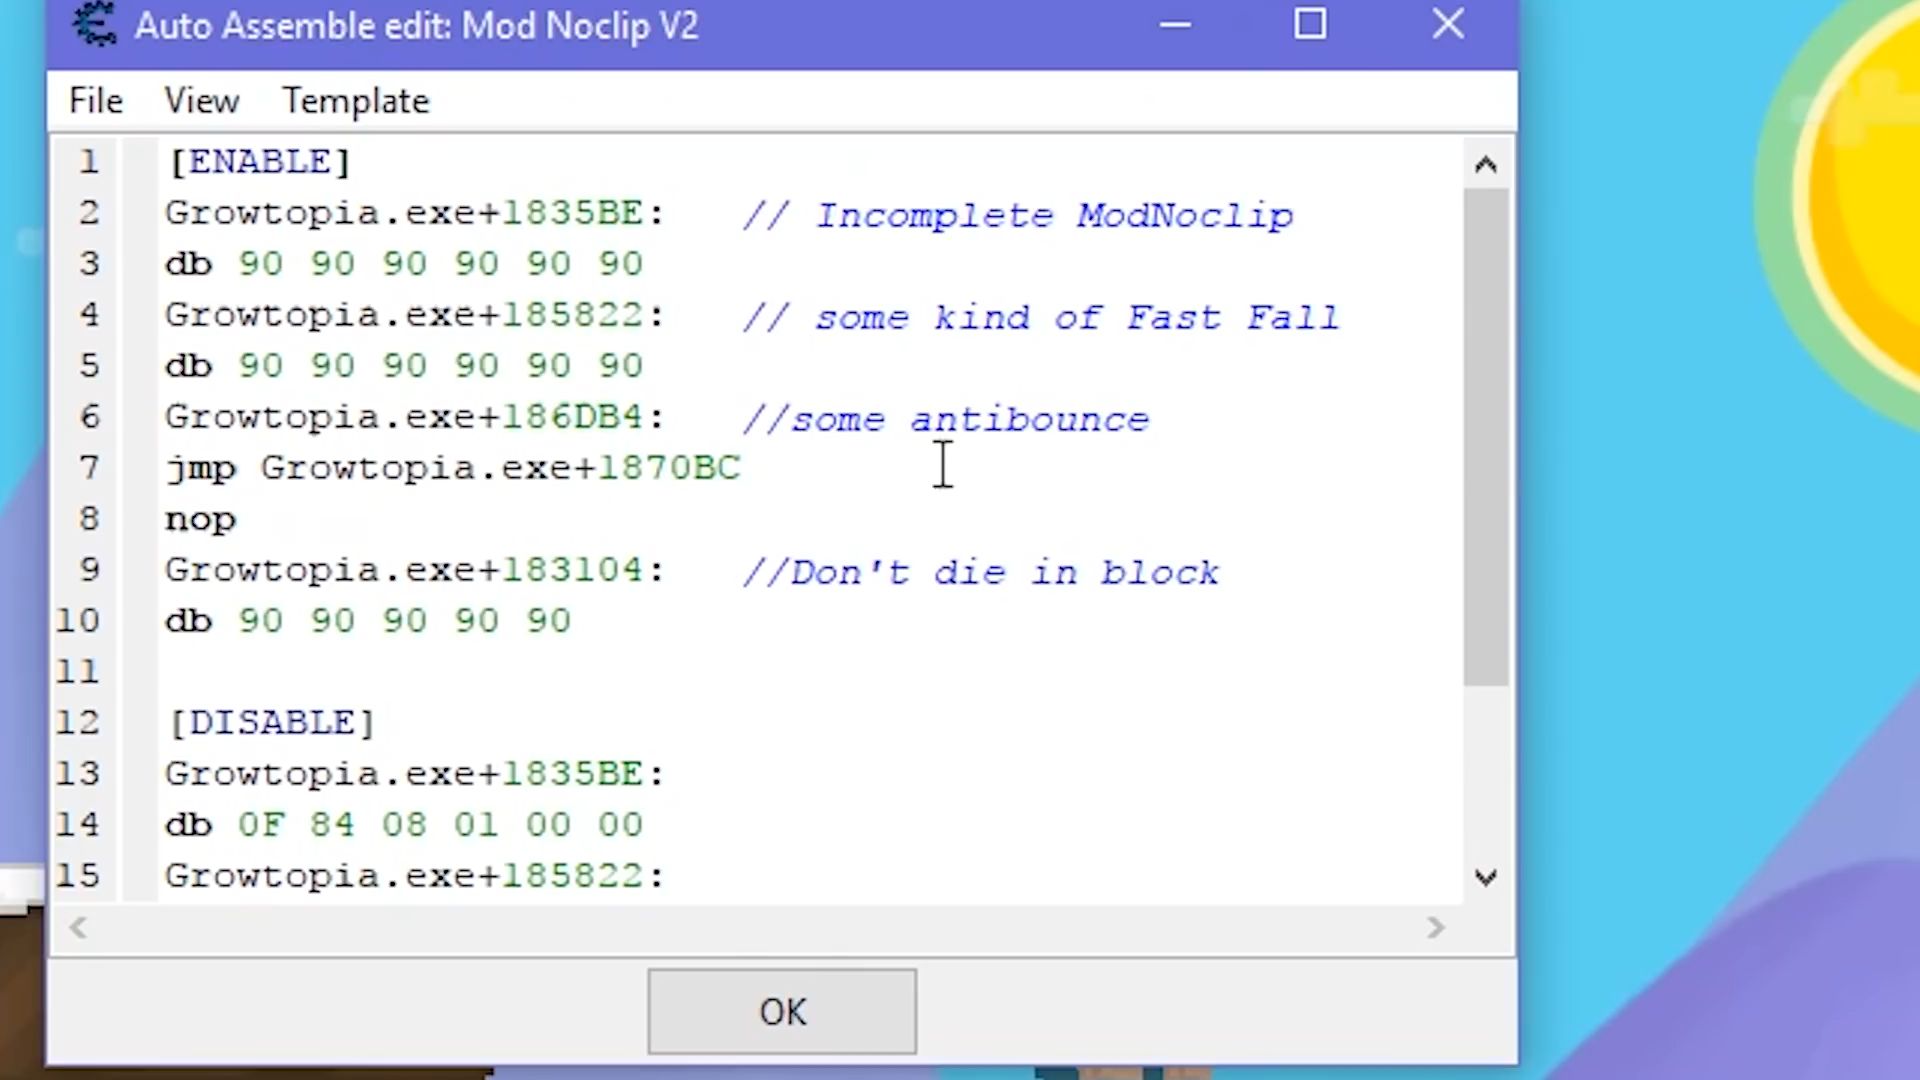 Auto Assemble edit: Mod Noclip V2
File View Template
1 [ENABLE]
2 Growtopia.exe+1835BE: // Incomplete ModNoclip
3 db 90 90 90 90 90 90
4 Growtopia.exe+185822: // some kind of Fast Fall
5 db 90 90 90 90 90 90
6 Growtopia.exe+186DB4: //some antibounce
7 jmp Growtopia.exe+1870BC
8 nop
9 Growtopia.exe+183104: //Don't die in block
10 db 90 90 90 90 90
11
12 [DISABLE]
13 Growtopia.exe+1835BE:
14 db 0F 84 08 01 00 00
15 Growtopia.exe+185822:
OK